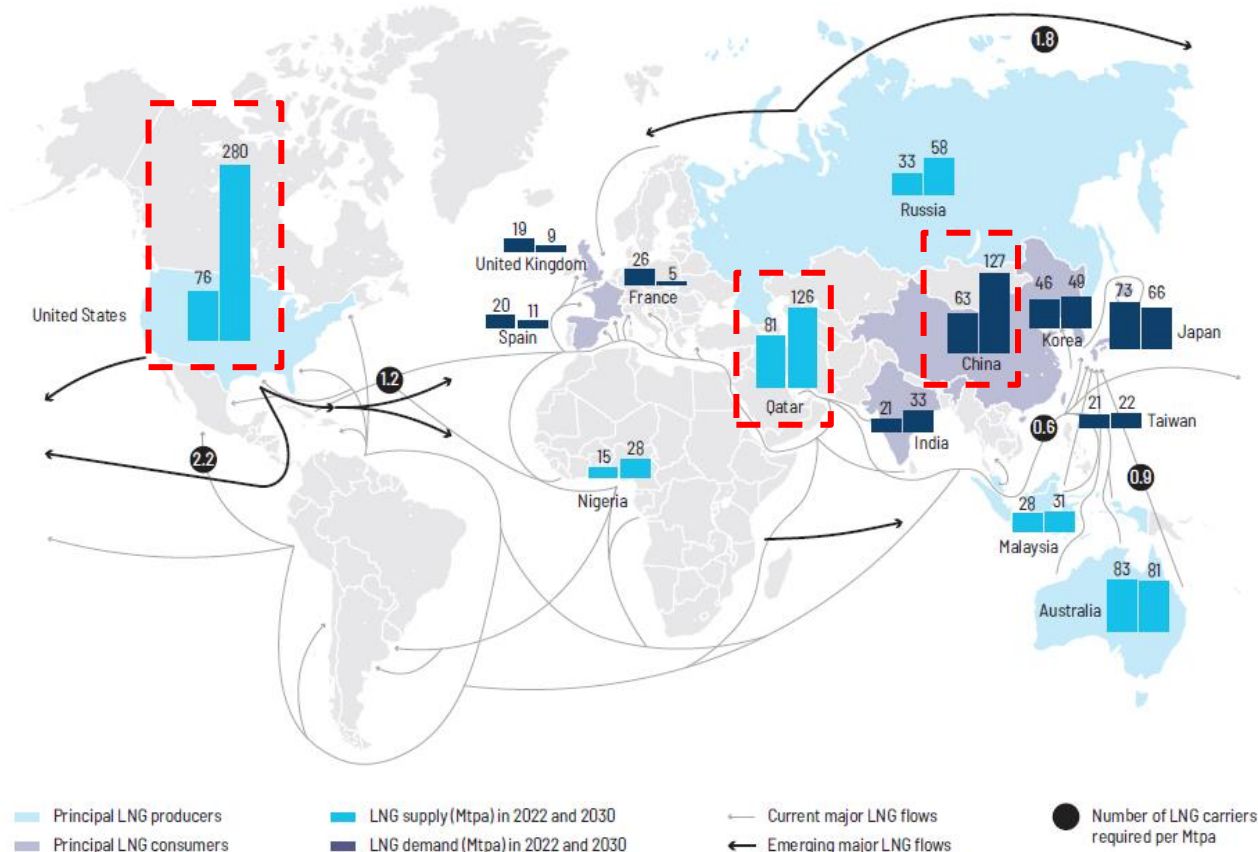 1.8
280
76
United States
33 58
Russia
19 9
United Kingdom
26 5
France
20 11
Spain
81 126
Qatar
63 127
China
46 49
Korea
73 66
Japan
21 33
India
21 22
Taiwan
1.2
2.2
0.6
0.9
15 28
Nigeria
28 31
Malaysia
83 81
Australia
Principal LNG producers
Principal LNG consumers
LNG supply (Mtpa) in 2022 and 2030
LNG demand (Mtpa) in 2022 and 2030
Current major LNG flows
Emerging major LNG flows
Number of LNG carriers
required per Mtpa